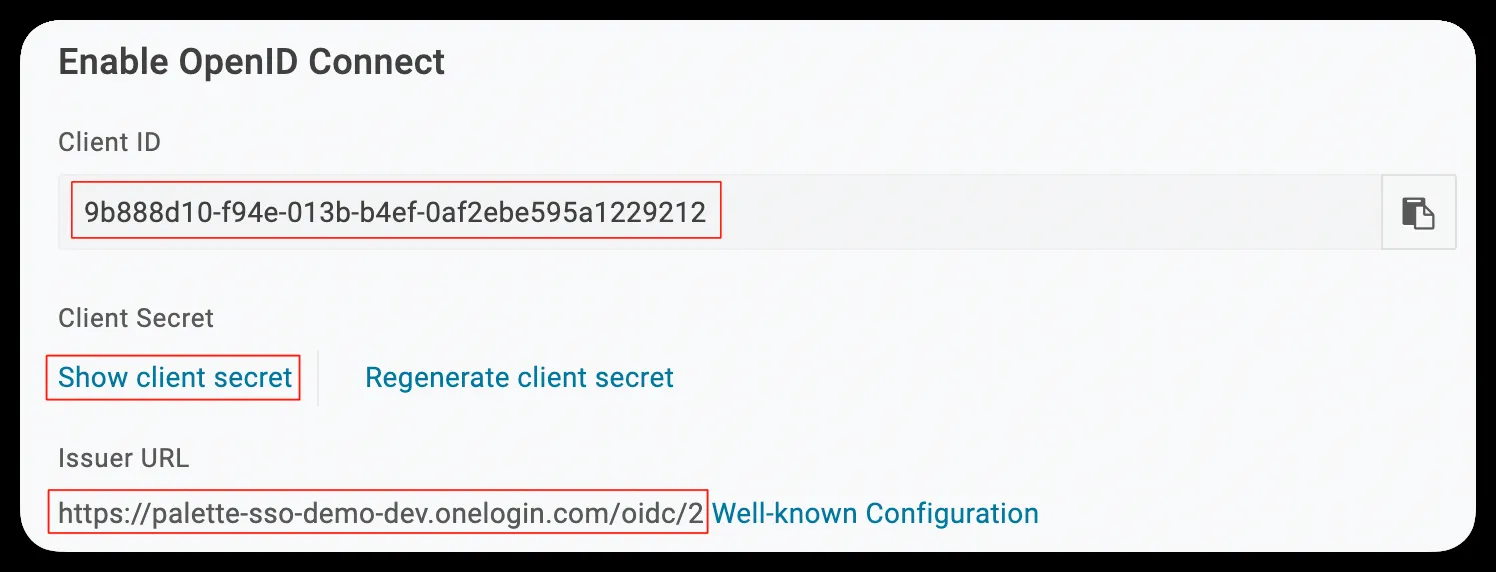 Enable OpenID Connect
Client ID
9b888d10-f94e-013b-b4ef-0af2ebe595a1229212
Client Secret
Show client secret Regenerate client secret
Issuer URL
https://palette-sso-demo-dev.onelogin.com/oidc/2 Well-known Configuration